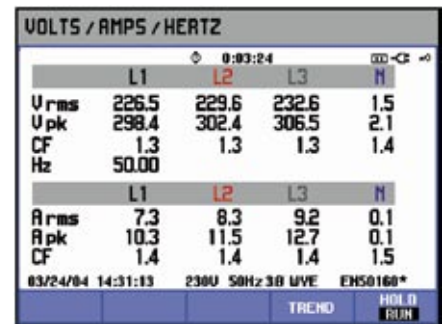 VOLTS / AMPS / HERTZ
0:03:24
L1 L2 L3 N
V rms 226.5 229.6 232.6 1.5
V pk 298.4 302.4 306.5 2.1
CF 1.3 1.3 1.3 1.4
Hz 50.00
L1 L2 L3 N
A rms 7.3 8.3 9.2 0.1
A pk 10.3 11.5 12.7 0.1
CF 1.4 1.4 1.4 1.5
03/24/04 14:31:13 230V 50Hz 3Ø WYE EN50160*
TREND HOLD
RUN